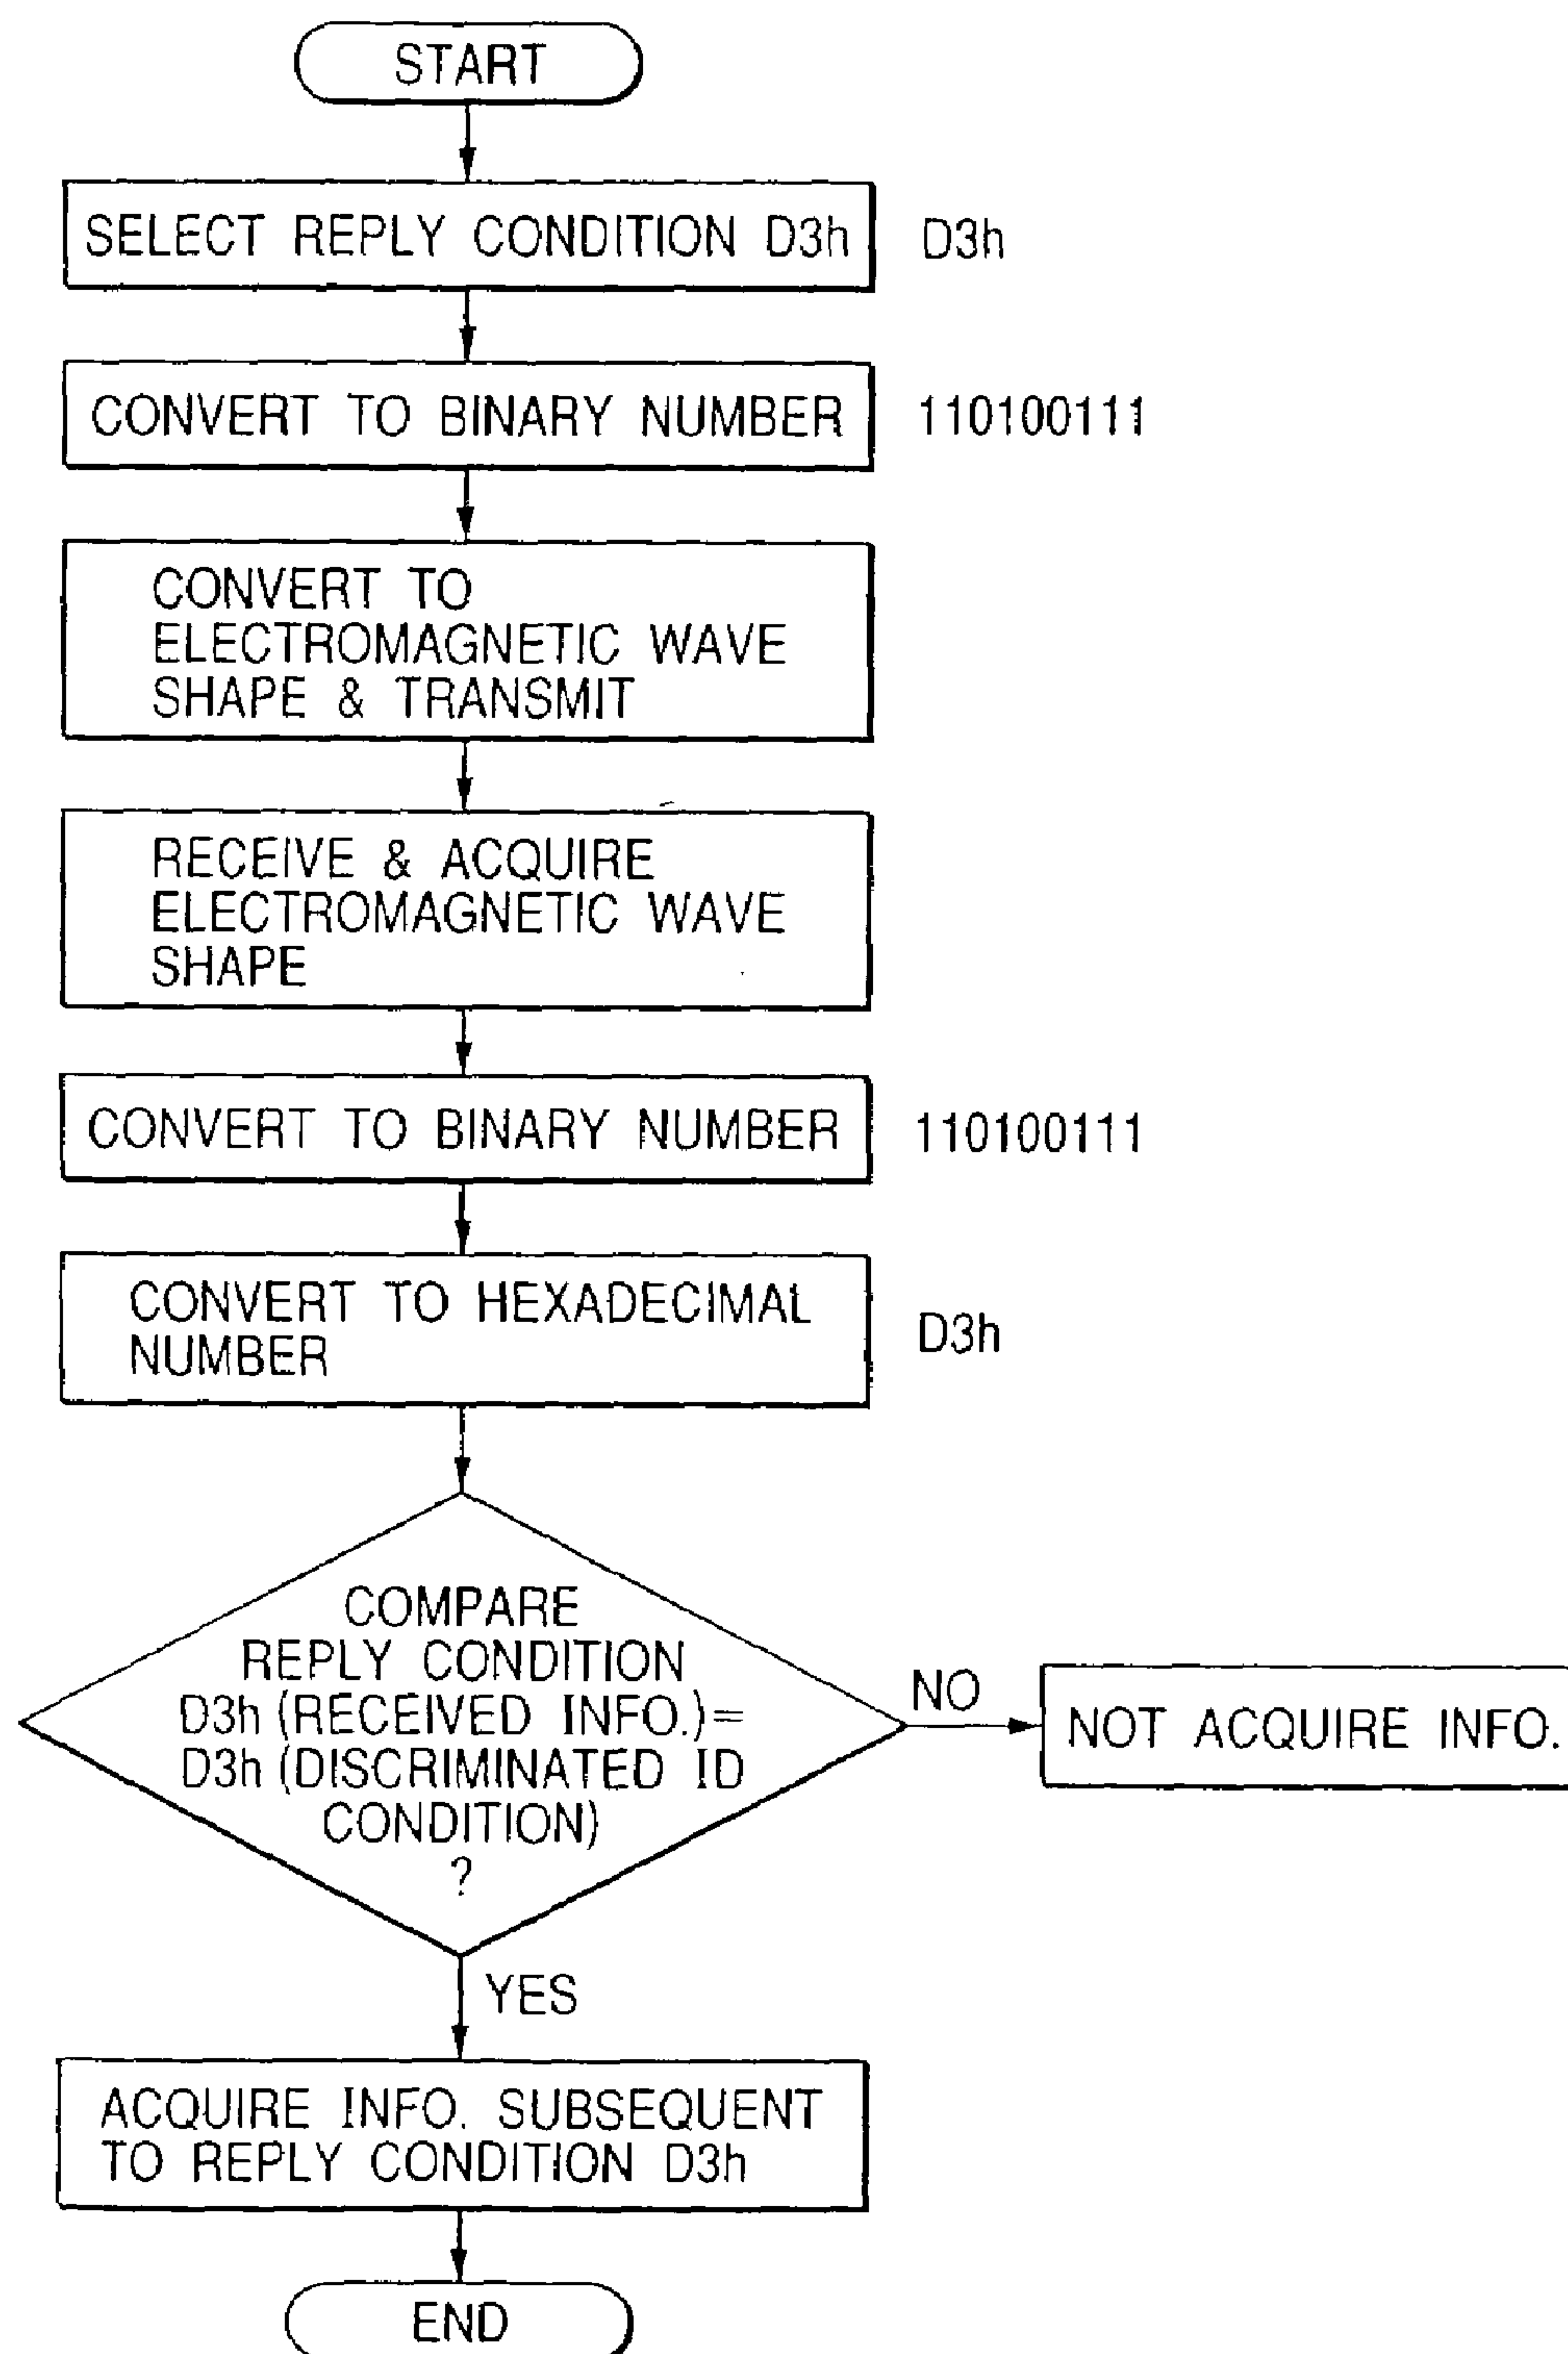 START
SELECT REPLY CONDITION D3h
D3h
CONVERT TO BINARY NUMBER
110100111
CONVERT TO
ELECTROMAGNETIC WAVE
SHAPE & TRANSMIT
RECEIVE & ACQUIRE
ELECTROMAGNETIC WAVE
SHAPE
CONVERT TO BINARY NUMBER
110100111
CONVERT TO HEXADECIMAL
NUMBER
D3h
COMPARE
REPLY CONDITION
D3h (RECEIVED INFO.)=
D3h (DISCRIMINATED ID
CONDITION)
?
NO
NOT ACQUIRE INFO.
YES
ACQUIRE INFO. SUBSEQUENT
TO REPLY CONDITION D3h
END